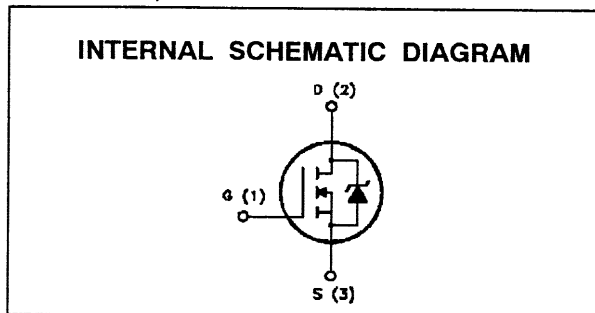 INTERNAL SCHEMATIC DIAGRAM
D (2)
G (1)
S (3)